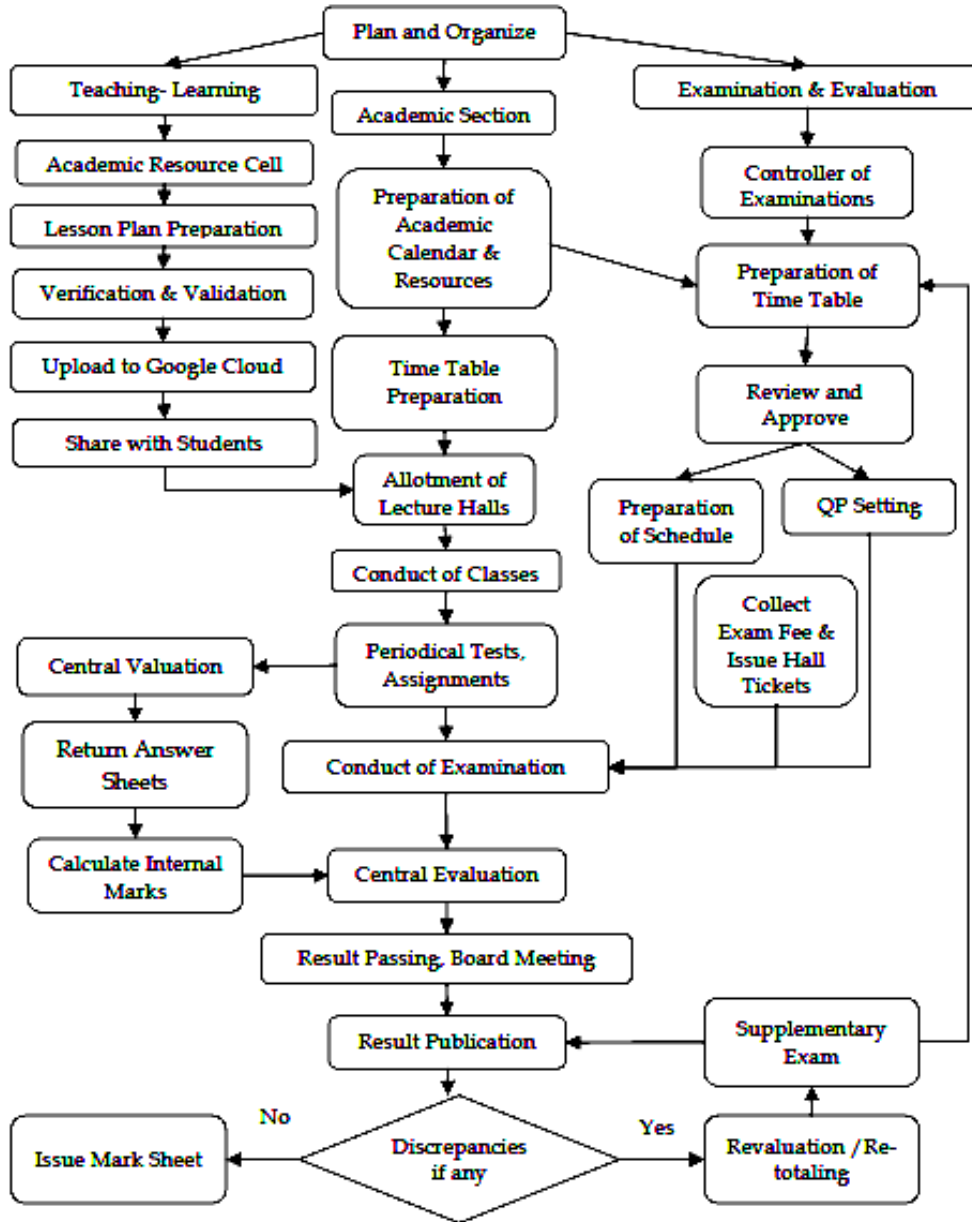 Plan and Organize
Teaching- Learning
Academic Section
Examination & Evaluation
Academic Resource Cell
Lesson Plan Preparation
Verification & Validation
Upload to Google Cloud
Share with Students
Preparation of
Academic
Calendar &
Resources
Time Table
Preparation
Allotment of
Lecture Halls
Conduct of Classes
Periodical Tests,
Assignments
Controller of
Examinations
Preparation of
Time Table
Review and
Approve
Preparation
of Schedule
QP Setting
Collect
Exam Fee &
Issue Hall
Tickets
Central Valuation
Return Answer
Sheets
Calculate Internal
Marks
Conduct of Examination
Central Evaluation
Result Passing, Board Meeting
Result Publication
Supplementary
Exam
No
Discrepancies
if any
Yes
Issue Mark Sheet
Revaluation / Re-
totaling